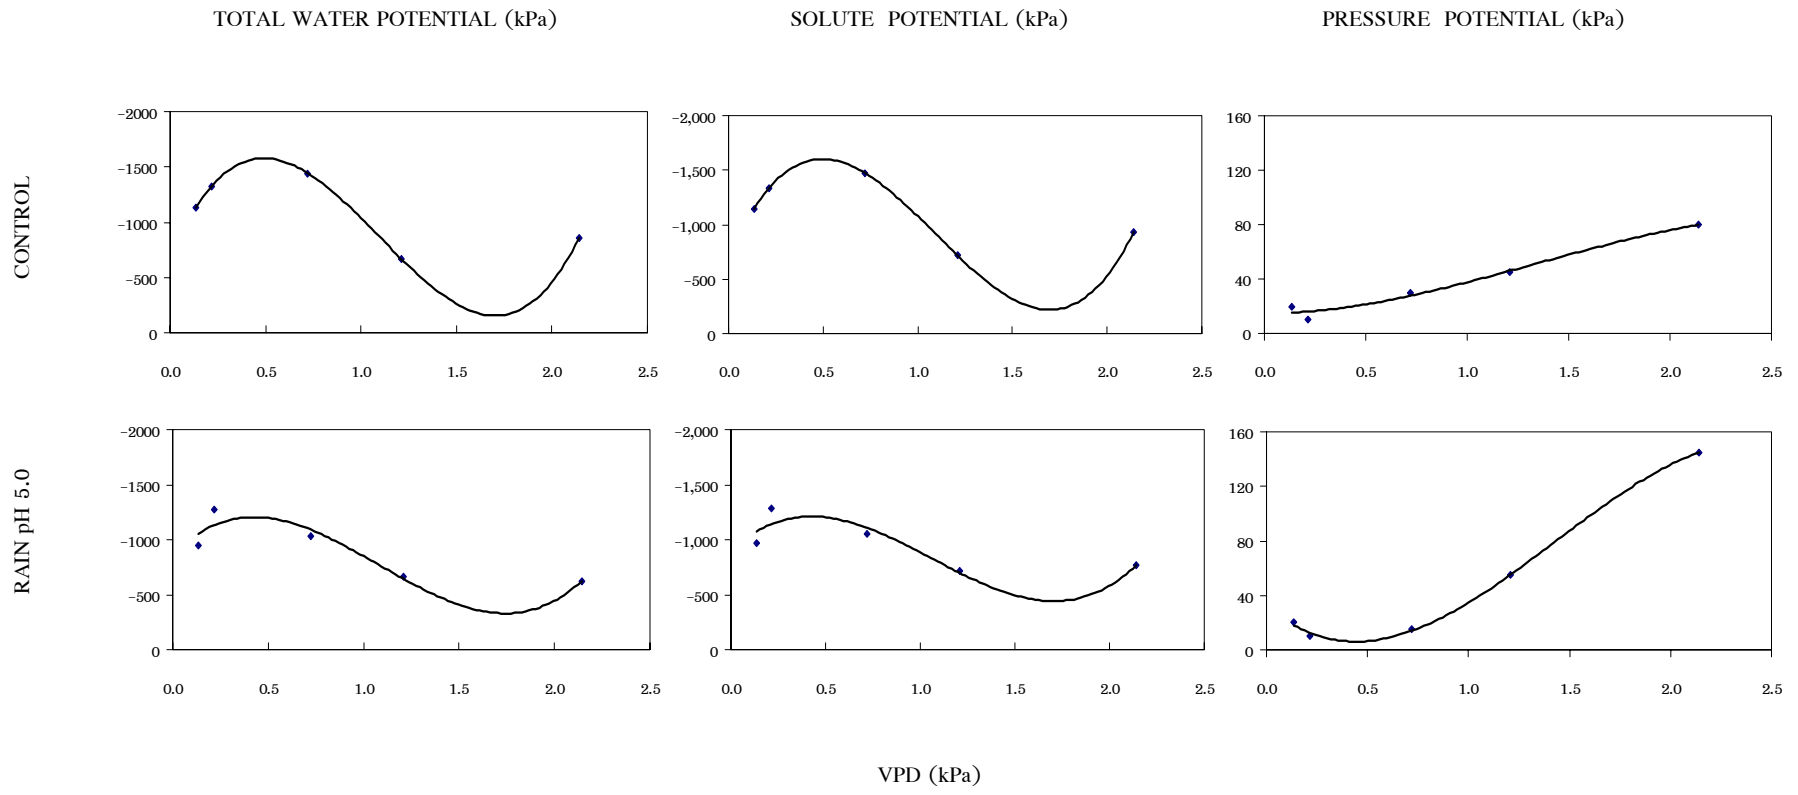 TOTAL WATER POTENTIAL (kPa)
SOLUTE POTENTIAL (kPa)
PRESSURE POTENTIAL (kPa)
CONTROL
-2000
-1500
-1000
-500
0
0.0 0.5 1.0 1.5 2.0 2.5
-2,000
-1,500
-1,000
-500
0
0.0 0.5 1.0 1.5 2.0 2.5
160
120
80
40
0
0.0 0.5 1.0 1.5 2.0 2.5
RAIN pH 5.0
-2000
-1500
-1000
-500
0
0.0 0.5 1.0 1.5 2.0 2.5
-2,000
-1,500
-1,000
-500
0
0.0 0.5 1.0 1.5 2.0 2.5
160
120
80
40
0
0.0 0.5 1.0 1.5 2.0 2.5
VPD (kPa)